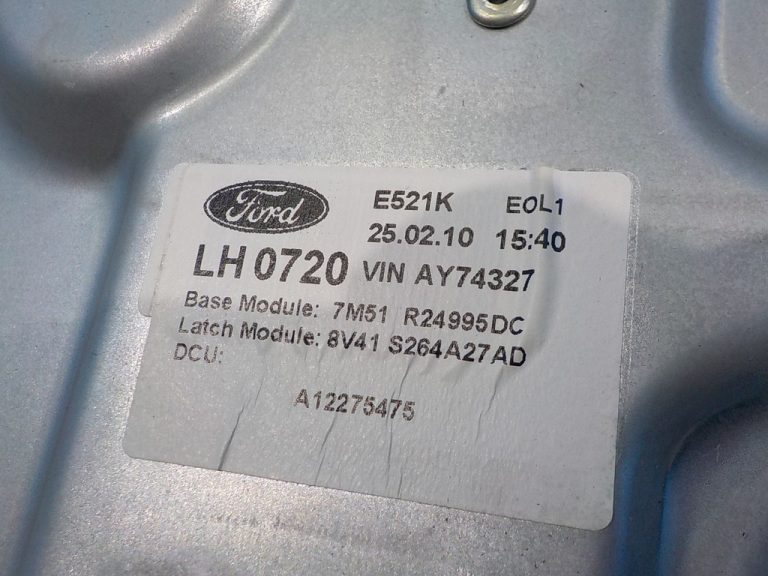 Ford
E521K EOL1
25.02.10 15:40
LH 0720 VIN AY74327
Base Module: 7M51 R24995DC
Latch Module: 8V41 S264A27AD
DCU:
A12275475